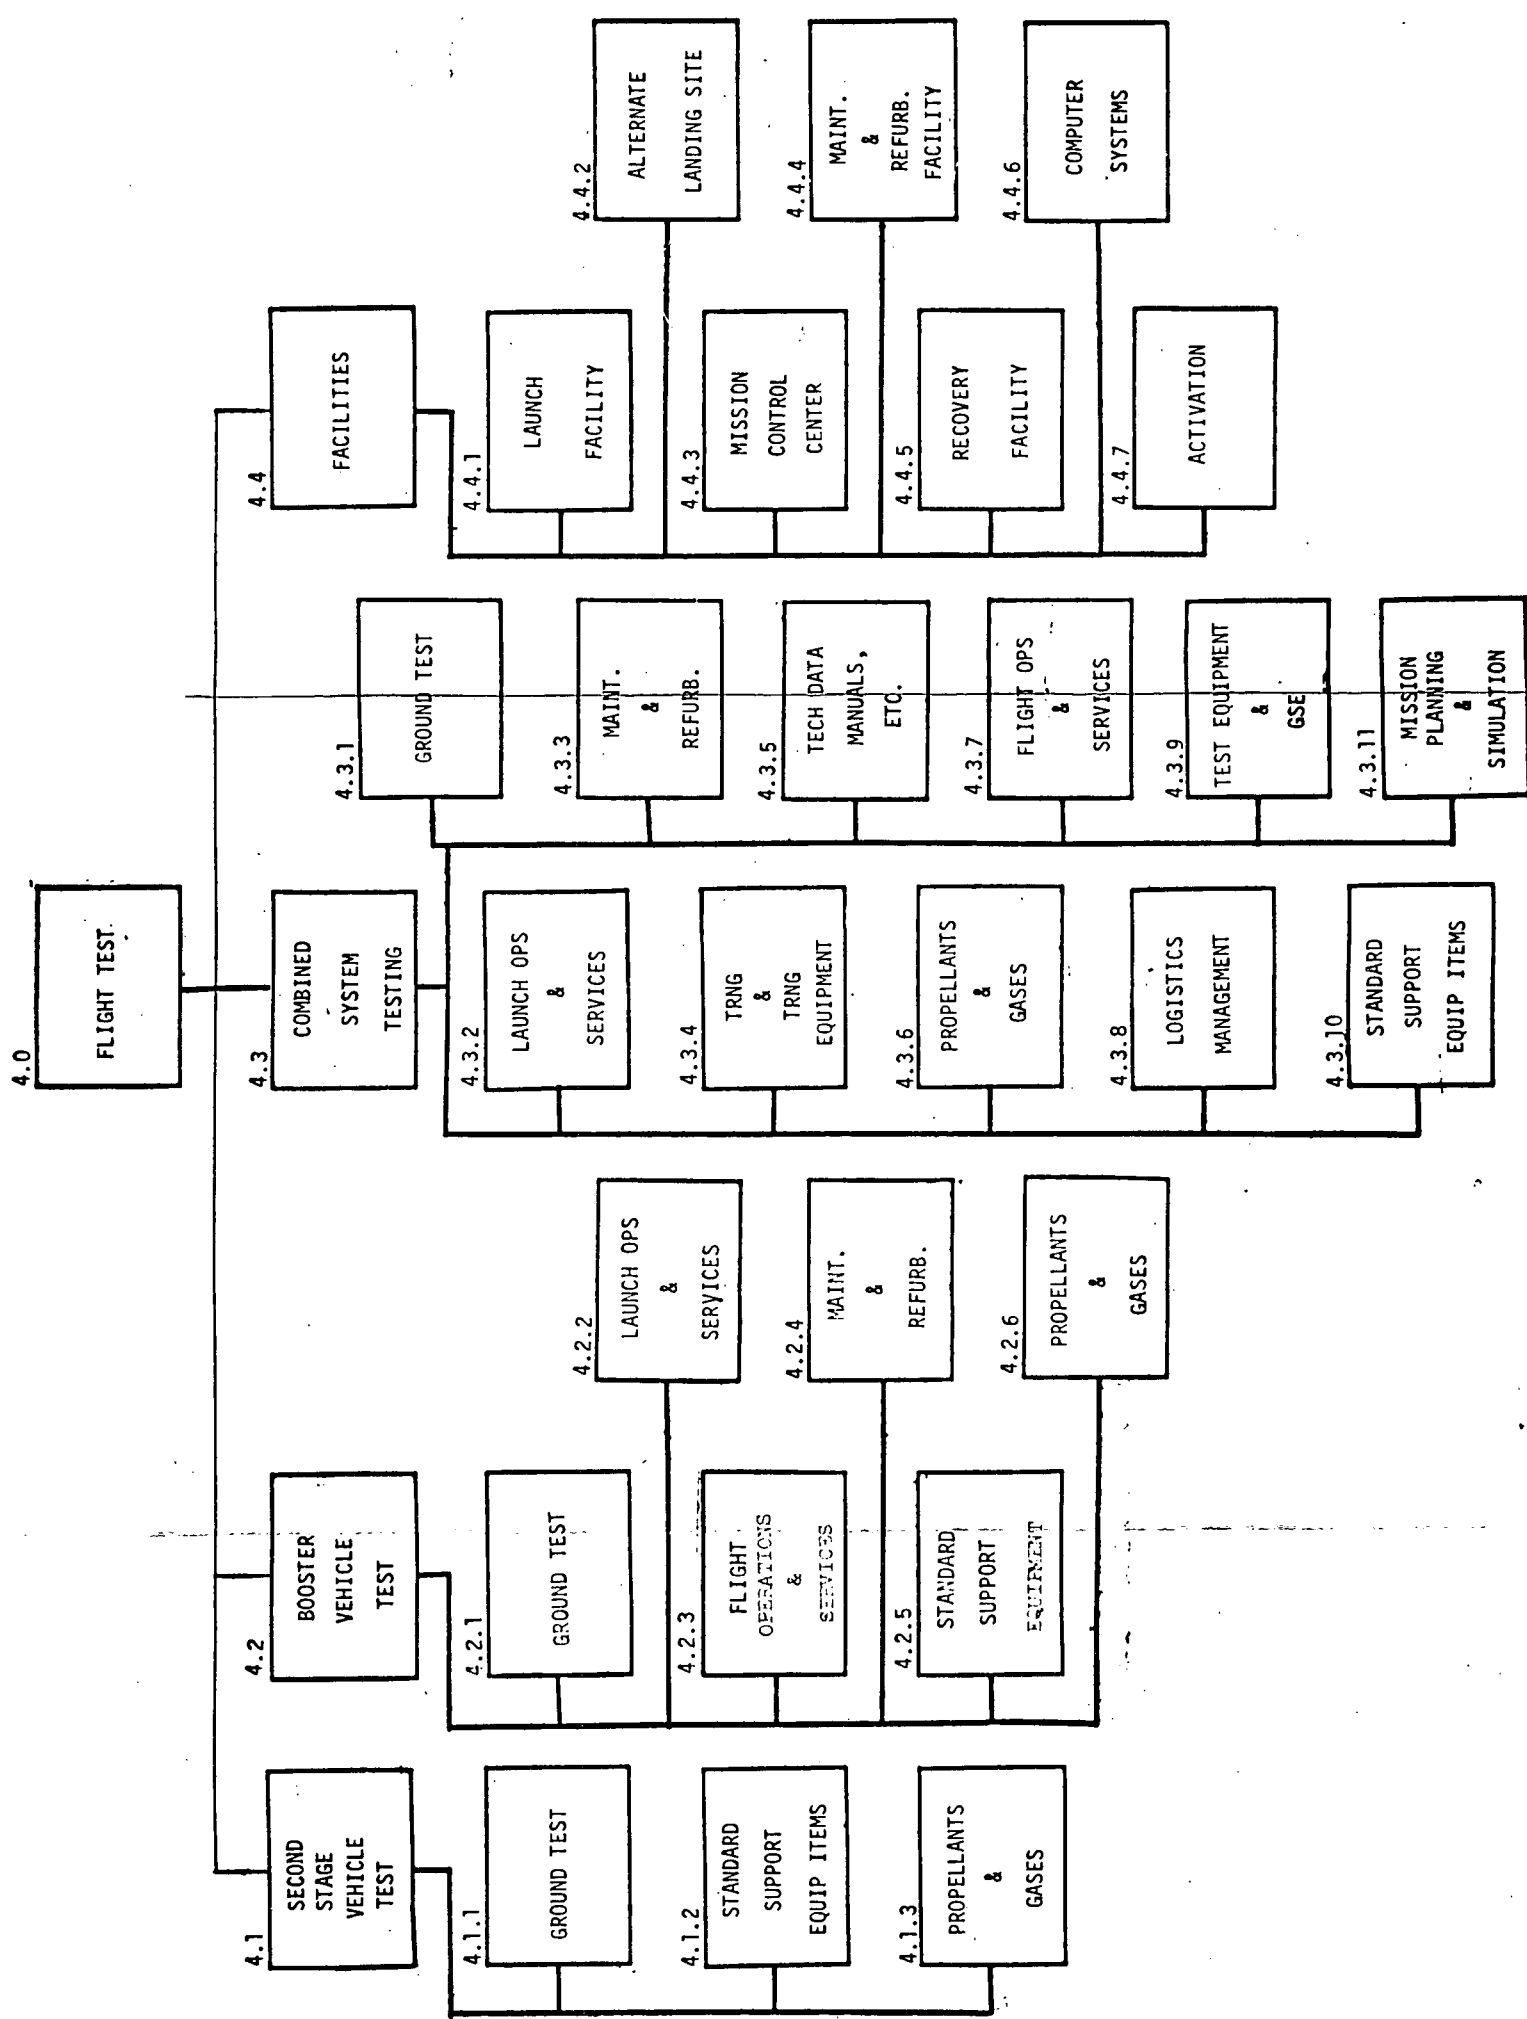 4.0
FLIGHT TEST
4.1
SECOND
STAGE
VEHICLE
TEST
4.1.1
GROUND TEST
4.1.2
STANDARD
SUPPORT
EQUIP ITEMS
4.1.3
PROPELLANTS
&
GASES
4.2
BOOSTER
VEHICLE
TEST
4.2.1
GROUND TEST
4.2.2
LAUNCH OPS
&
SERVICES
4.2.3
FLIGHT
OPERATIONS
&
SERVICES
4.2.4
MAINT.
&
REFURB.
4.2.5
STANDARD
SUPPORT
EQUIPMENT
4.2.6
PROPELLANTS
&
GASES
4.3
COMBINED
SYSTEM
TESTING
4.3.1
GROUND TEST
4.3.2
LAUNCH OPS
&
SERVICES
4.3.3
MAINT.
&
REFURB.
4.3.4
TRNG
&
TRNG
EQUIPMENT
4.3.5
TECH DATA
MANUALS,
ETC.
4.3.6
PROPELLANTS
&
GASES
4.3.7
FLIGHT OPS
&
SERVICES
4.3.8
LOGISTICS
MANAGEMENT
4.3.9
TEST EQUIPMENT
&
GSE
4.3.10
STANDARD
SUPPORT
EQUIP ITEMS
4.3.11
MISSION
PLANNING
&
SIMULATION
4.4
FACILITIES
4.4.1
LAUNCH
FACILITY
4.4.2
ALTERNATE
LANDING SITE
4.4.3
MISSION
CONTROL
CENTER
4.4.4
MAINT.
&
REFURB.
FACILITY
4.4.5
RECOVERY
FACILITY
4.4.6
COMPUTER
SYSTEMS
4.4.7
ACTIVATION